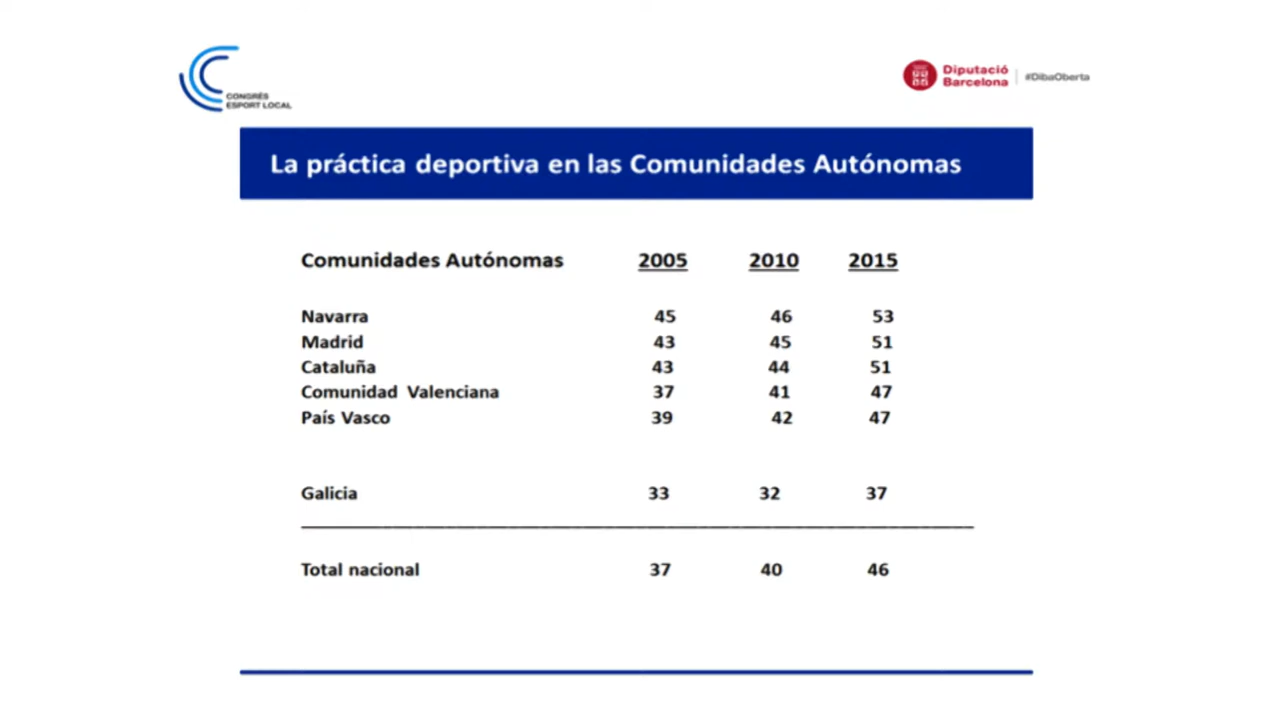 CONGRÉS
ESPORT LOCAL
Diputació
Barcelona
#DibaOberta
La práctica deportiva en las Comunidades Autónomas
Comunidades Autónomas 2005 2010 2015
Navarra 45 46 53
Madrid 43 45 51
Cataluña 43 44 51
Comunidad Valenciana 37 41 47
País Vasco 39 42 47
Galicia 33 32 37
Total nacional 37 40 46